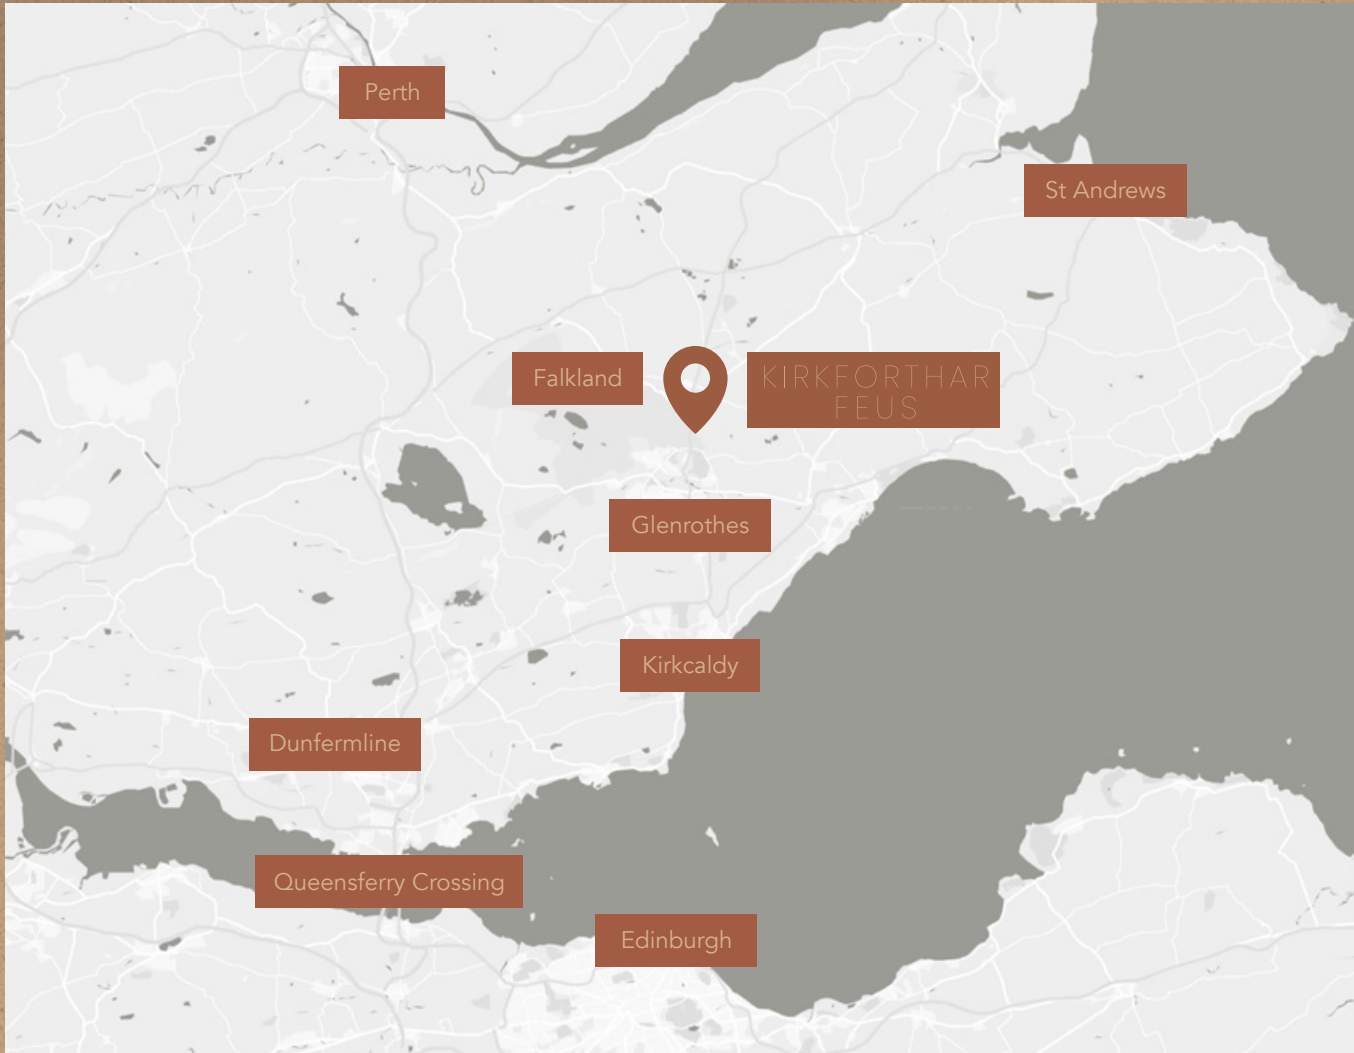 Perth
St Andrews
Falkland
KIRKFORTHAR
FEUS
Glenrothes
Kirkcaldy
Dunfermline
Queensferry Crossing
Edinburgh